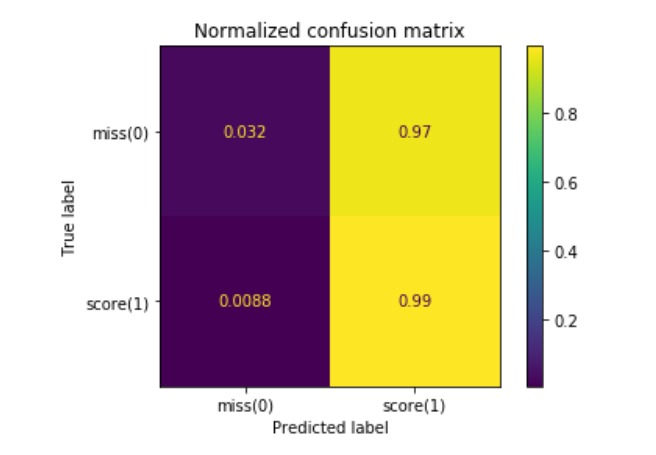 Normalized confusion matrix
miss(0)
0.032
0.97
0.8
0.6
True label
0.4
score(1)
0.0088
0.99
0.2
miss(0)
score(1)
Predicted label